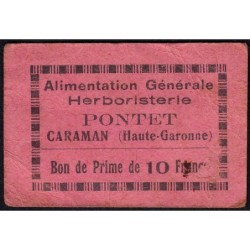 Alimentation Générale
Herboristerie
PONTET
CARAMAN (Haute-Garonne)
Bon de Prime de 10 Francs